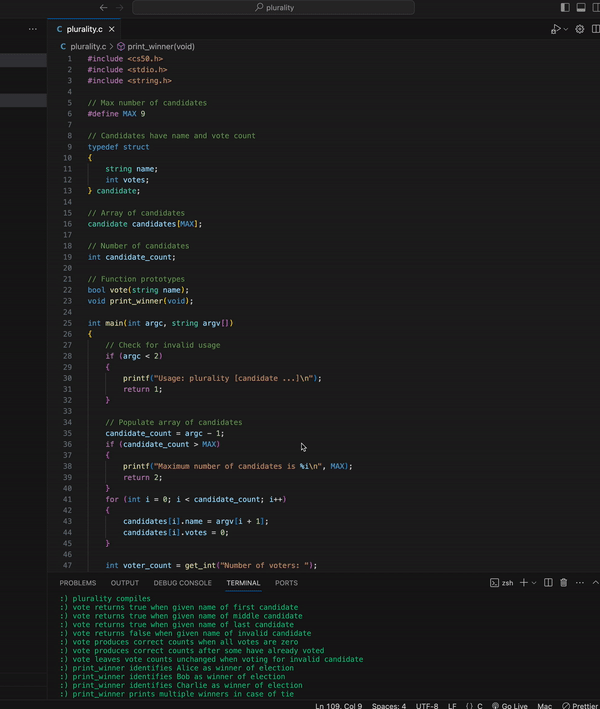 plurality
plurality.c
plurality.c > print_winner(void)
1 #include <cs50.h>
2 #include <stdio.h>
3 #include <string.h>
4
5 // Max number of candidates
6 #define MAX 9
7
8 // Candidates have name and vote count
9 typedef struct
10 {
11 string name;
12 int votes;
13 } candidate;
14
15 // Array of candidates
16 candidate candidates[MAX];
17
18 // Number of candidates
19 int candidate_count;
20
21 // Function prototypes
22 bool vote(string name);
23 void print_winner(void);
24
25 int main(int argc, string argv[])
26 {
27 // Check for invalid usage
28 if (argc < 2)
29 {
30 printf("Usage: plurality [candidate ...]\n");
31 return 1;
32 }
33
34 // Populate array of candidates
35 candidate_count = argc - 1;
36 if (candidate_count > MAX)
37 {
38 printf("Maximum number of candidates is %i\n", MAX);
39 return 2;
40 }
41 for (int i = 0; i < candidate_count; i++)
42 {
43 candidates[i].name = argv[i + 1];
44 candidates[i].votes = 0;
45 }
46
47 int voter_count = get_int("Number of voters: ");
PROBLEMS OUTPUT DEBUG CONSOLE TERMINAL PORTS zsh
:) plurality compiles
:) vote returns true when given name of first candidate
:) vote returns true when given name of middle candidate
:) vote returns true when given name of last candidate
:) vote returns false when given name of invalid candidate
:) vote produces correct counts when all votes are zero
:) vote produces correct counts after some have already voted
:) vote leaves vote counts unchanged when voting for invalid candidate
:) print_winner identifies Alice as winner of election
:) print_winner identifies Bob as winner of election
:) print_winner identifies Charlie as winner of election
:) print_winner prints multiple winners in case of tie
Ln 109, Col 9 Spaces: 4 UTF-8 LF {} C Go Live Mac Prettier